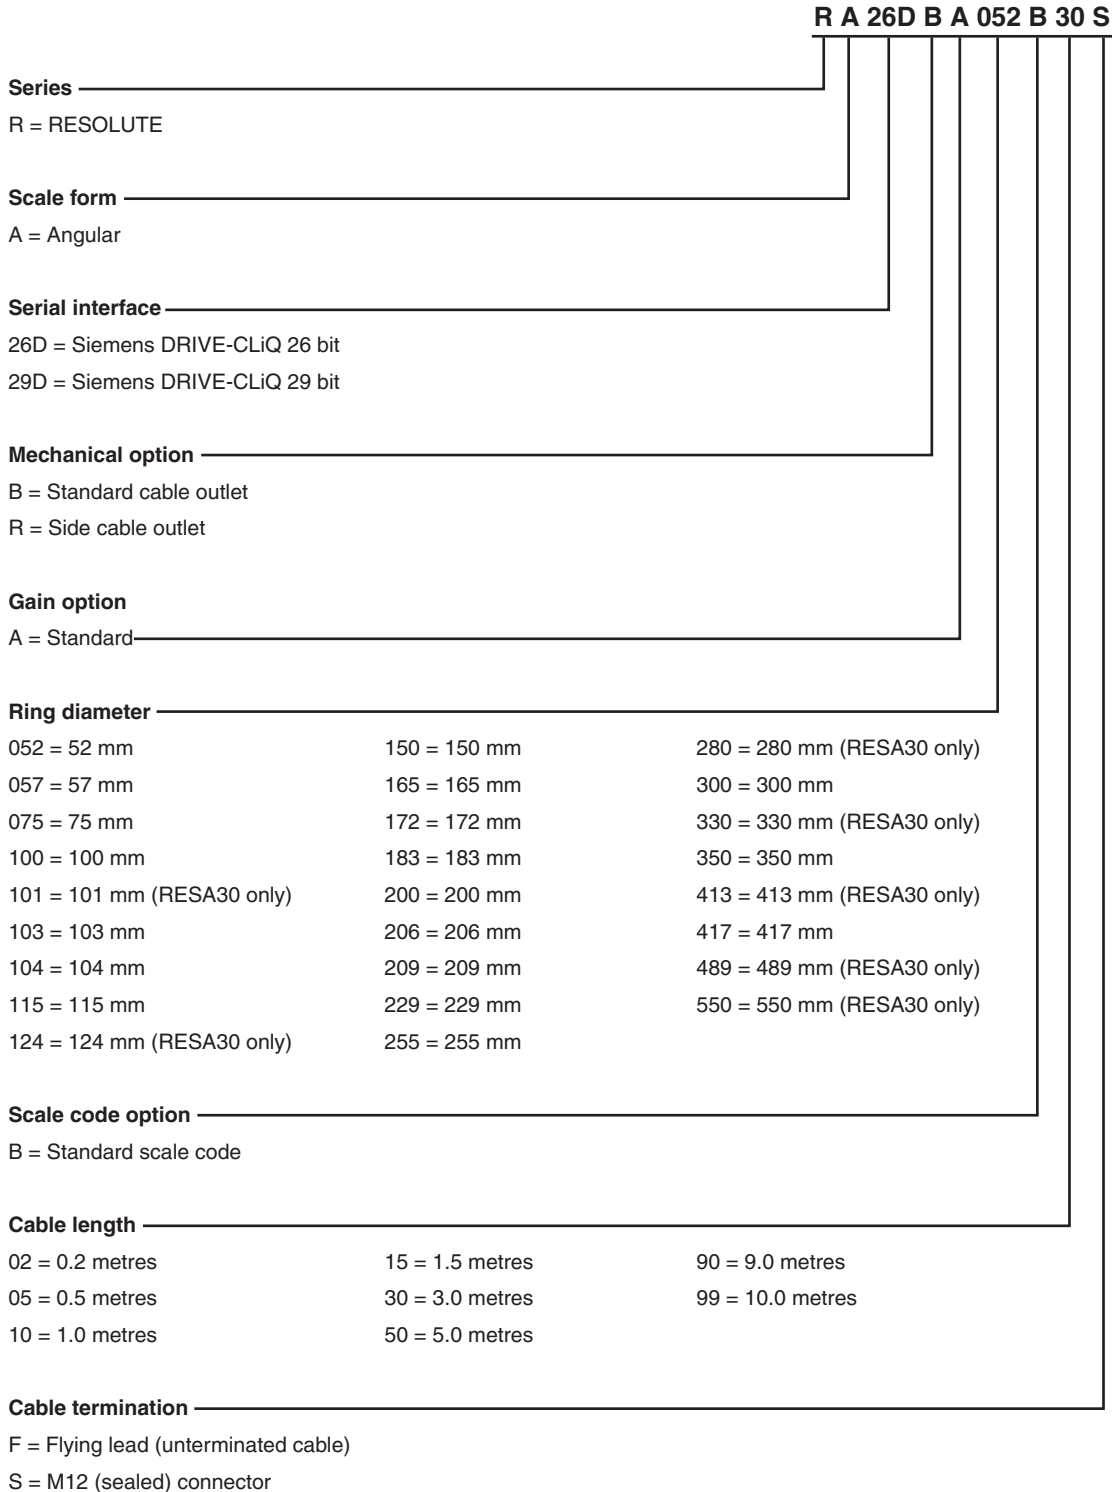 R A 26D B A 052 B 30 S
Series
R = RESOLUTE
Scale form
A = Angular
Serial interface
26D = Siemens DRIVE-CLiQ 26 bit
29D = Siemens DRIVE-CLiQ 29 bit
Mechanical option
B = Standard cable outlet
R = Side cable outlet
Gain option
A = Standard
Ring diameter
052 = 52 mm 150 = 150 mm 280 = 280 mm (RESA30 only)
057 = 57 mm 165 = 165 mm 300 = 300 mm
075 = 75 mm 172 = 172 mm 330 = 330 mm (RESA30 only)
100 = 100 mm 183 = 183 mm 350 = 350 mm
101 = 101 mm (RESA30 only) 200 = 200 mm 413 = 413 mm (RESA30 only)
103 = 103 mm 206 = 206 mm 417 = 417 mm
104 = 104 mm 209 = 209 mm 489 = 489 mm (RESA30 only)
115 = 115 mm 229 = 229 mm 550 = 550 mm (RESA30 only)
124 = 124 mm (RESA30 only) 255 = 255 mm
Scale code option
B = Standard scale code
Cable length
02 = 0.2 metres 15 = 1.5 metres 90 = 9.0 metres
05 = 0.5 metres 30 = 3.0 metres 99 = 10.0 metres
10 = 1.0 metres 50 = 5.0 metres
Cable termination
F = Flying lead (unterminated cable)
S = M12 (sealed) connector